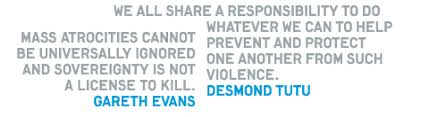 WE ALL SHARE A RESPONSIBILITY TO DO
WHATEVER WE CAN TO HELP
PREVENT AND PROTECT
ONE ANOTHER FROM SUCH
VIOLENCE.
DESMOND TUTU
MASS ATROCITIES CANNOT
BE UNIVERSALLY IGNORED
AND SOVEREIGNTY IS NOT
A LICENSE TO KILL.
GARETH EVANS